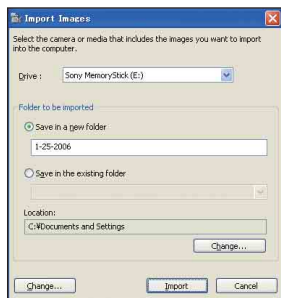 Import Images
Select the camera or media that includes the images you want to import
into the computer.
Drive :
Sony MemoryStick (E:)
Folder to be imported
Save in a new folder
1-25-2006
Save in the existing folder
Location:
C:¥Documents and Settings
Change...
Change...
Import
Cancel